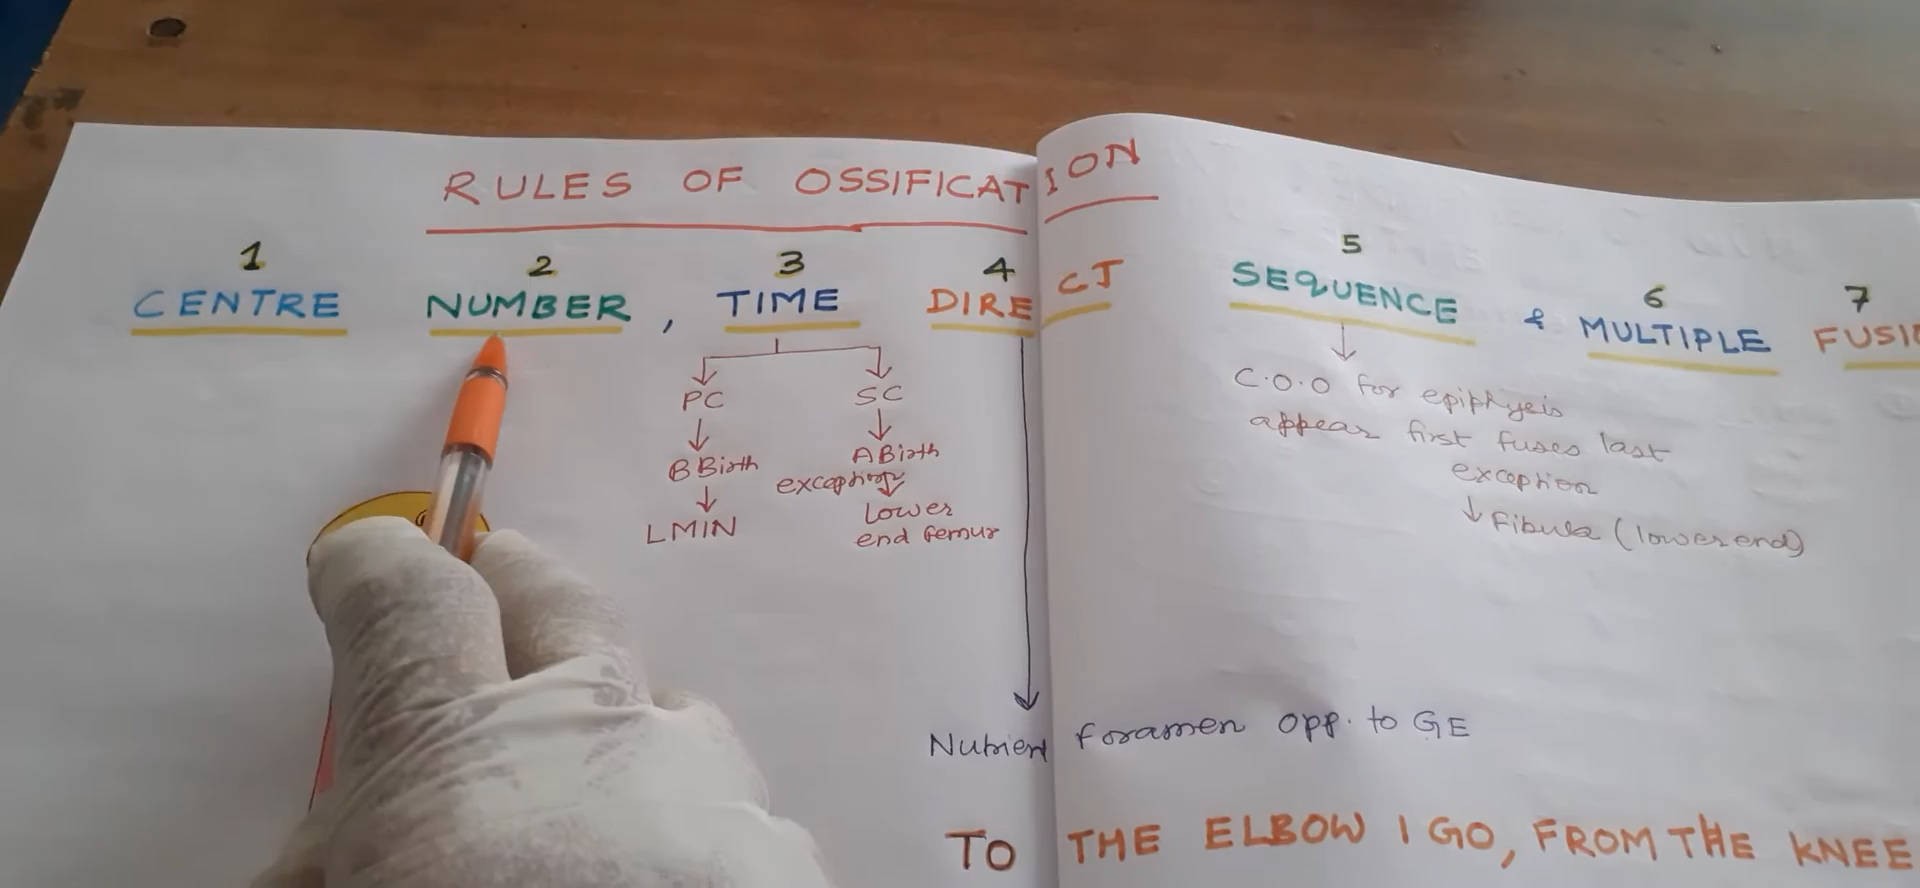 RULES OF OSSIFICATION
1 2 3 4 5 6 7
CENTRE NUMBER, TIME DIRECT SEQUENCE & MULTIPLE FUSIO
PC SC
B Birth A Birth
LMIN exception
Lower
end femur
C.O.O for epiphysis
appear first fuses last
exception
Fibula (lower end)
Nutrient foramen opp. to GE
TO THE ELBOW I GO, FROM THE KNEE